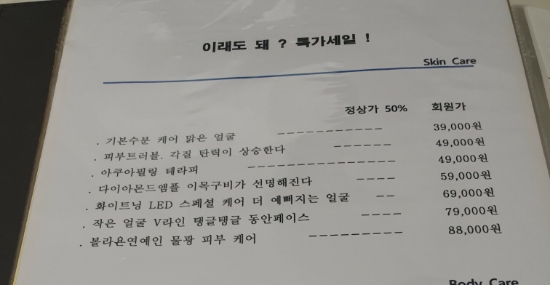 이래도 돼 ? 특가세일 !
Skin Care
정상가 50% 회원가
. 기본수분 케어 맑은 얼굴 ----------- 39,000원
. 피부트러블. 각질 탄력이 상승한다 ------ 49,000원
. 아쿠아필링 테라피 -------------- 49,000원
. 다이아몬드앰플 이목구비가 선명해진다 ---- 59,000원
. 화이트닝 LED 스페셜 케어 더 예뻐지는 얼굴 -- 69,000원
. 작은 얼굴 V라인 탱글탱글 동안페이스 ------ 79,000원
. 블라욘연예인 물광 피부 케어 --------- 88,000원
Body Care